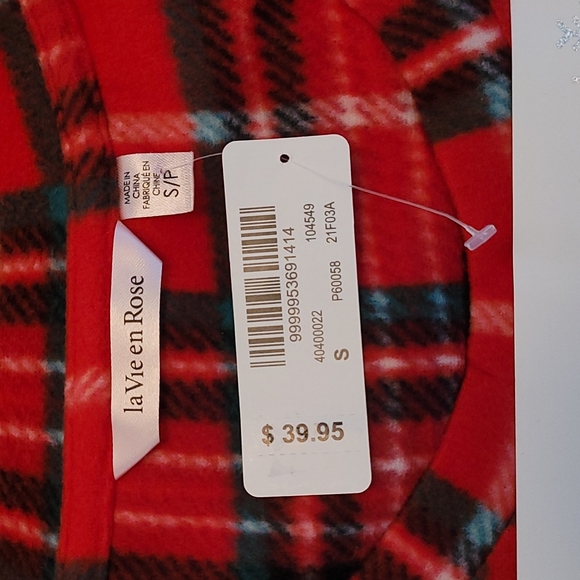 MADE IN
CHINA
FABRIQUÉ EN
CHINE
S/P
la Vie en Rose
9999953691414
104549
40400022 P60058 21F03A
S
$ 39.95